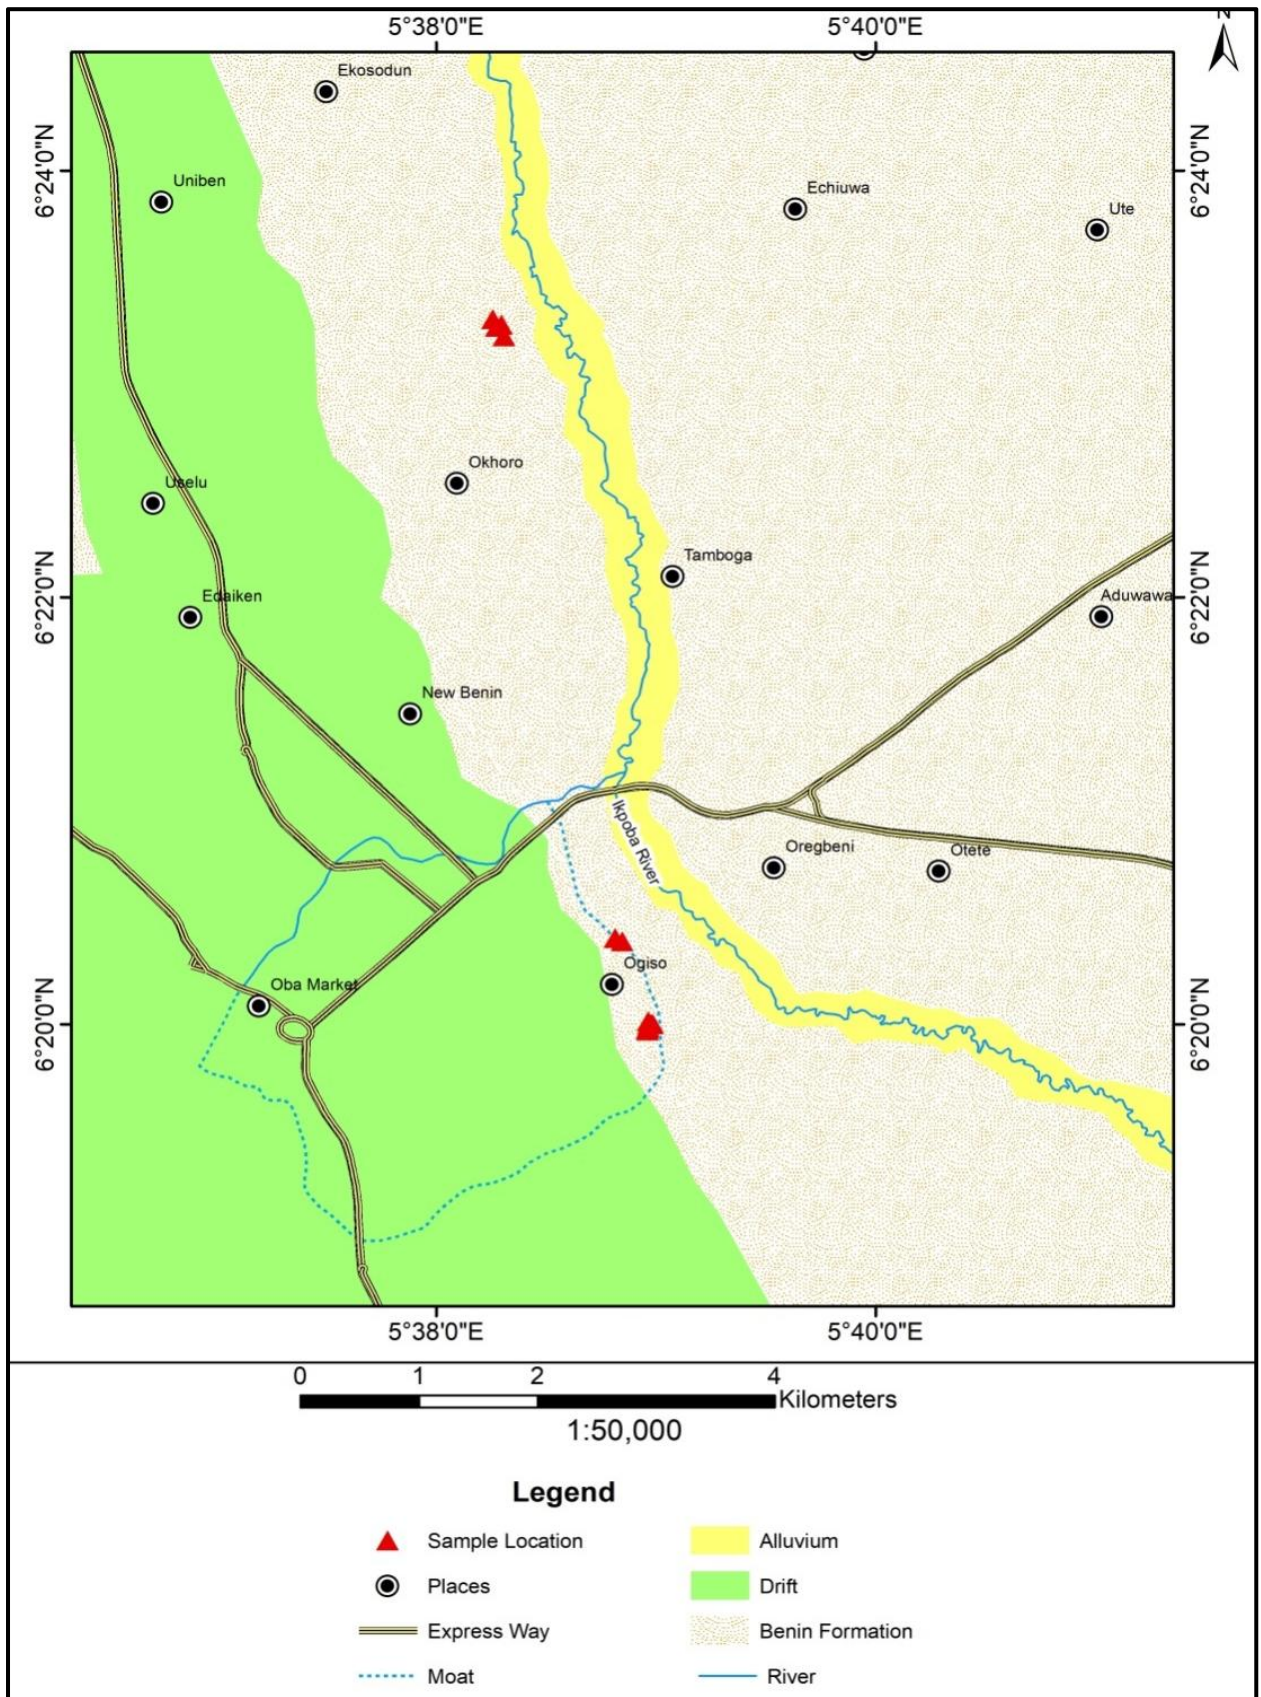 5°38'0"E 5°40'0"E
N
Ekosodun
6°24'0"N 6°24'0"N
Uniben
Echiuwa
Ute
Okhoro
Uselu
Tamboga
6°22'0"N 6°22'0"N
Edaiken
Aduwawa
New Benin
Ikpoba River
Oregbeni
Otete
Ogiso
Oba Market
6°20'0"N 6°20'0"N
5°38'0"E 5°40'0"E
0 1 2 4
Kilometers
1:50,000
Legend
Sample Location
Alluvium
Places
Drift
Express Way
Benin Formation
Moat
River